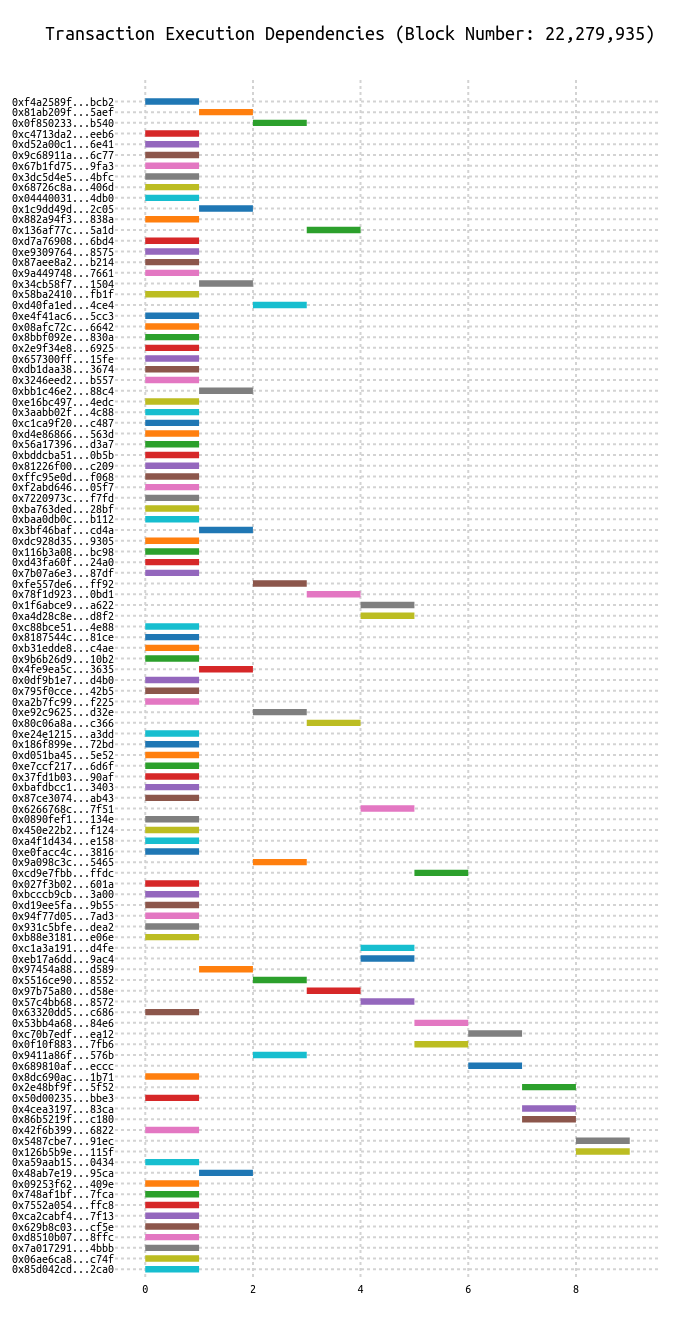 Transaction Execution Dependencies (Block Number: 22,279,935)
0xf4a2589f...bcb2
0x81ab209f...5aef
0x0f850233...b540
0xc4713da2...eeb6
0xd52a00c1...6e41
0x9c68911a...6c77
0x67b1fd75...9fa3
0x3dc5d4e5...4bfc
0x68726c8a...406d
0x04440031...4db0
0x1c9dd49d...2c05
0x882a94f3...838a
0x136af77c...5a1d
0xd7a76908...6bd4
0xe9309764...8575
0x87aee8a2...b214
0x9a449748...7661
0x34cb58f7...1504
0x58ba2410...fb1f
0xd40fa1ed...4ce4
0xe4f41ac6...5cc3
0x08afc72c...6642
0x8bbf092e...830a
0x2e9f34e8...6925
0x657300ff...15fe
0xdb1daa38...3674
0x3246eed2...b557
0xbb1c46e2...88c4
0xe16bc497...4edc
0x3aabb02f...4c88
0xc1ca9f20...c487
0xd4e86866...563d
0x56a17396...d3a7
0xbddcba51...0b5b
0x81226f00...c209
0xffc95e0d...f068
0xf2abd646...05f7
0x7220973c...f7fd
0xba763ded...28bf
0xbaa0db0c...b112
0x3bf46baf...cd4a
0xdc928d35...9305
0x116b3a08...bc98
0xd43fa60f...24a0
0x7b07a6e3...87df
0xfe557de6...ff92
0x78f1d923...0bd1
0x1f6abce9...a622
0xa4d28c8e...d8f2
0xc88bce51...4e88
0x8187544c...81ce
0xb31edde8...c4ae
0x9b6b26d9...10b2
0x4fe9ea5c...3635
0x0df9b1e7...d4b0
0x795f0cce...42b5
0xa2b7fc99...f225
0xe92c9625...d32e
0x80c06a8a...c366
0xe24e1215...a3dd
0x186f899e...72bd
0xd051ba45...5e52
0xe7ccf217...6d6f
0x37fd1b03...90af
0xbafdbcc1...3403
0x87ce3074...ab43
0x6266768c...7f51
0x0890fef1...134e
0x450e22b2...f124
0xa4f1d434...e158
0xe0facc4c...3816
0x9a098c3c...5465
0xcd9e7fbb...ffdc
0x027f3b02...601a
0xbcccb9cb...3a00
0xd19ee5fa...9b55
0x94f77d05...7ad3
0x931c5bfe...dea2
0xb88e3181...e06e
0xc1a3a191...d4fe
0xeb17a6dd...9ac4
0x97454a88...d589
0x5516ce90...8552
0x97b75a80...d58e
0x57c4bb68...8572
0x63320dd5...c686
0x53bb4a68...84e6
0xc70b7edf...ea12
0x0f10f883...7fb6
0x9411a86f...576b
0x689810af...eccc
0x8dc690ac...1b71
0x2e48bf9f...5f52
0x50d00235...bbe3
0x4cea3197...83ca
0x86b5219f...c180
0x42f6b399...6822
0x5487cbe7...91ec
0x126b5b9e...115f
0xa59aab15...0434
0x48ab7e19...95ca
0x09253f62...409e
0x748af1bf...7fca
0x7552a054...ffc8
0xca2cabf4...7f13
0x629b8c03...cf5e
0xd8510b07...8ffc
0x7a017291...4bbb
0x06ae6ca8...c74f
0x85d042cd...2ca0
0 2 4 6 8